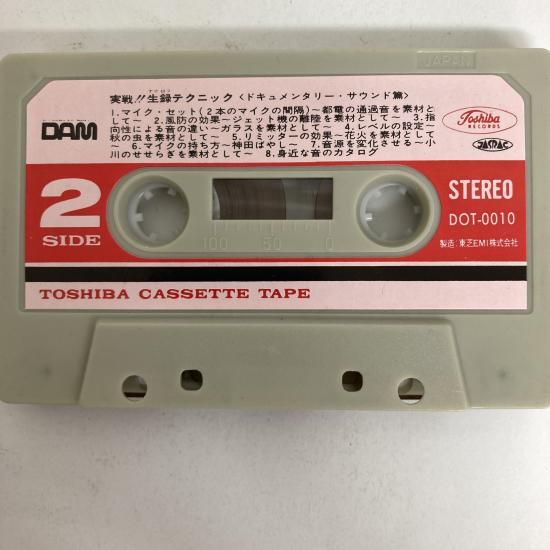 JAPAN
ナマロク
実戦!!生録テクニック〈ドキュメンタリー・サウンド篇〉
1.マイク・セット(2本のマイクの間隔)~都電の通過音を素材と
して~ 2.風防の効果~ジェット機の離陸を素材として~ 3.指
向性による音の違い~ガラスを素材として~ 4.レベルの設定~
秋の虫を素材として~ 5.リミッターの効果~花火を素材として
~ 6.マイクの持ち方~神田ばやし~ 7.音源を変化させる~小
川のせせらぎを素材として~ 8.身近な音のカタログ
DAM
Toshiba
RECORDS
JASRAC
2
SIDE
STEREO
DOT-0010
製造:東芝EMI株式会社
100 50 0
TOSHIBA CASSETTE TAPE